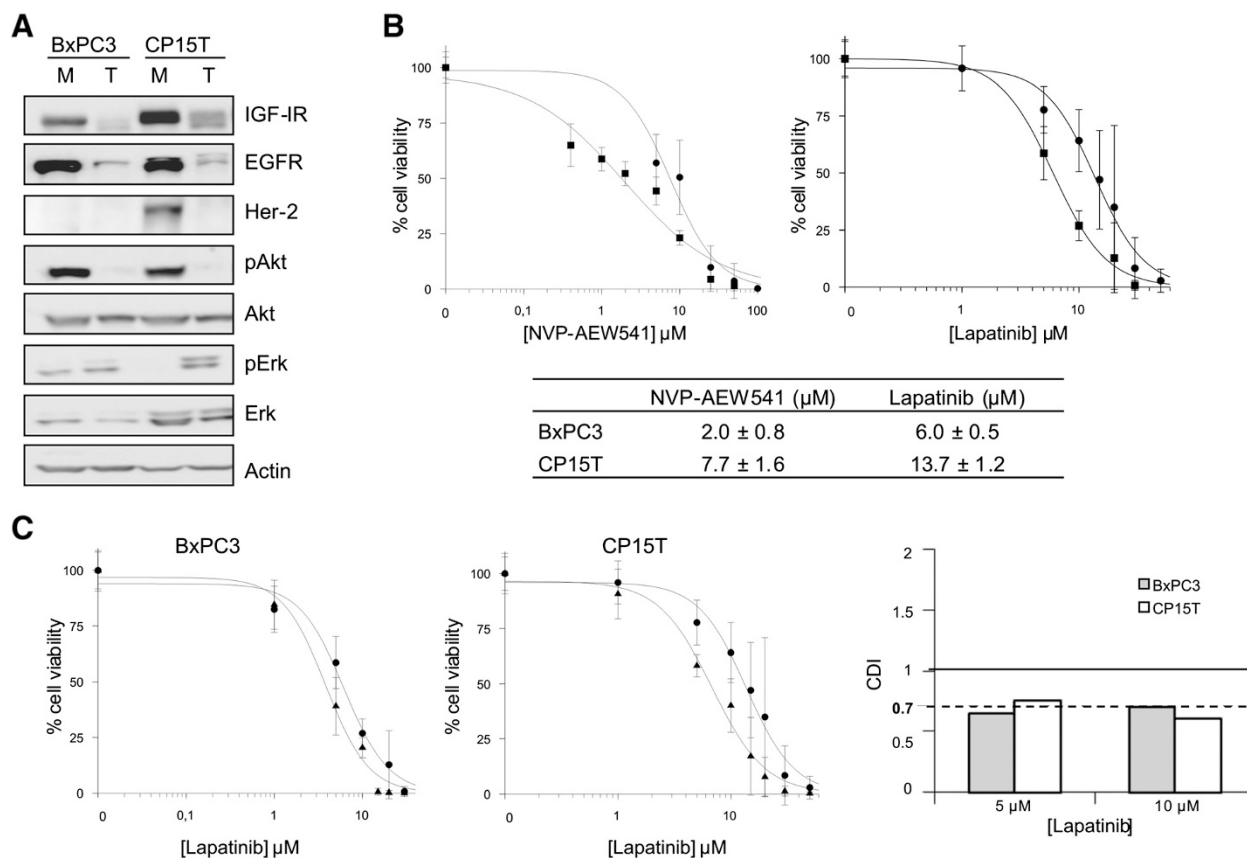 A
BxPC3 CP15T
M T M T
IGF-IR
EGFR
Her-2
pAkt
Akt
pErk
Erk
Actin
B
% cell viability
100
75
50
25
0
0 0,1 1 10 100
[NVP-AEW541] µM
% cell viability
100
75
50
25
0
0 1 10
[Lapatinib] µM
NVP-AEW541 (µM) Lapatinib (µM)
BxPC3 2.0 ± 0.8 6.0 ± 0.5
CP15T 7.7 ± 1.6 13.7 ± 1.2
C
BxPC3
% cell viability
100
75
50
25
0
0 0,1 1 10
[Lapatinib] µM
CP15T
% cell viability
100
75
50
25
0
0 1 10
[Lapatinib] µM
CDI
2
1.5
1
0.7
0.5
0
BxPC3
CP15T
5 µM 10 µM
[Lapatinib]